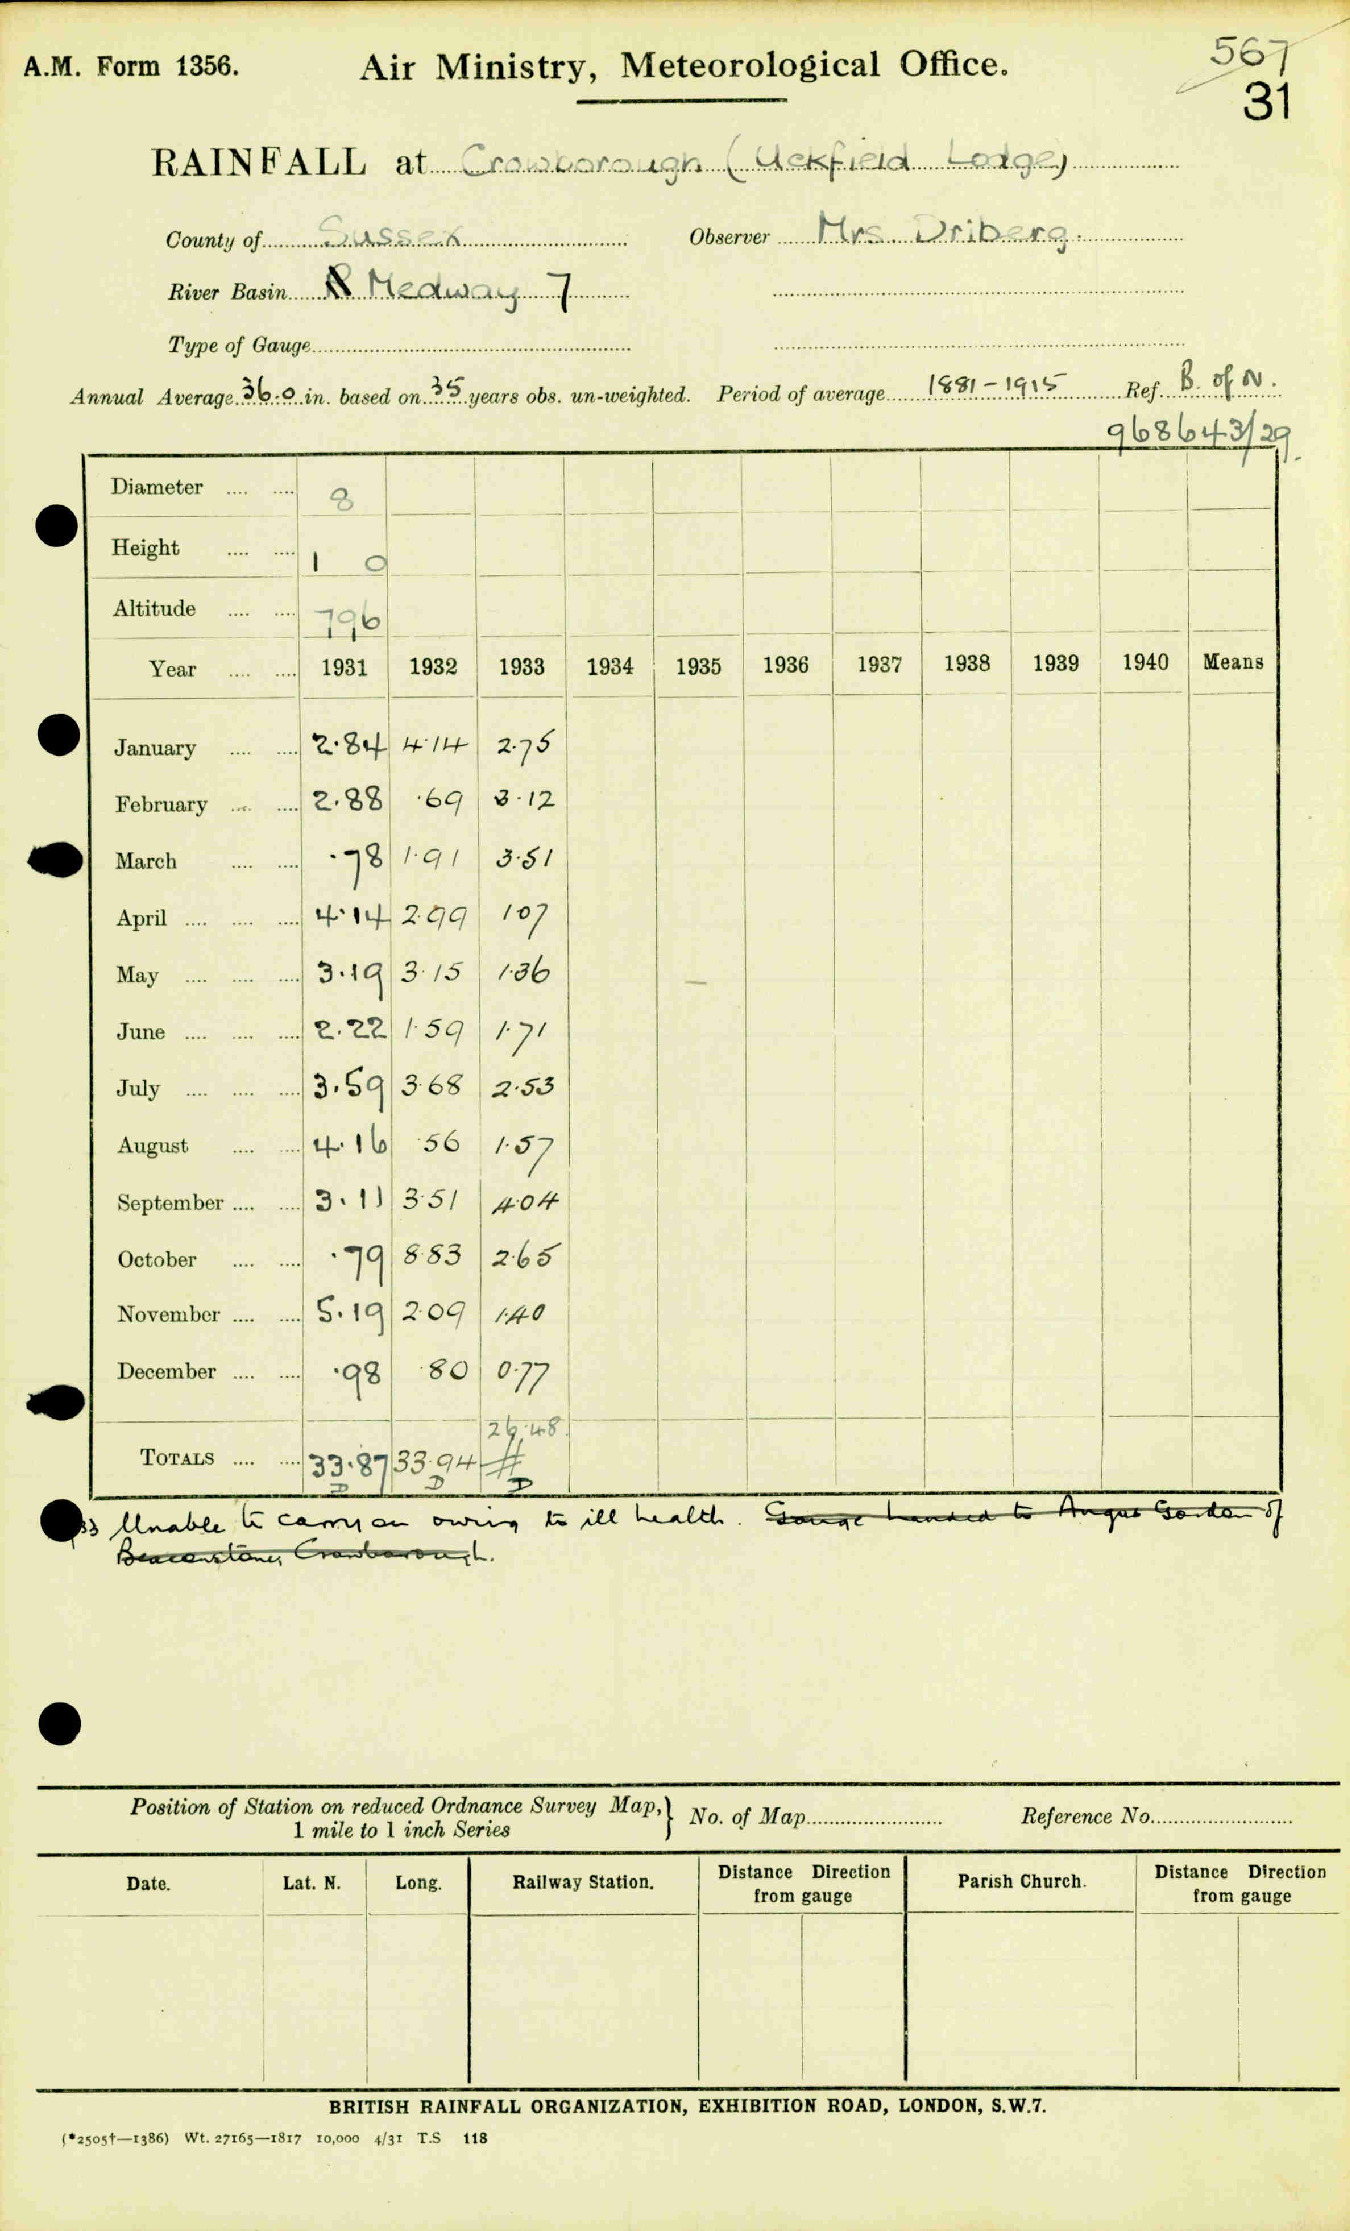 A.M. Form 1356. Air Ministry, Meteorological Office. 567
31
RAINFALL at Crowborough (Uckfield Lodge)
County of Sussex Observer Mrs. Driberg.
River Basin Medway 7
Type of Gauge
Annual Average 36.0 in. based on 35 years obs. un-weighted. Period of average 1881-1915 Ref. B. of N.
968643/29.
Diameter 8
Height 1 0
Altitude 796
Year 1931 1932 1933 1934 1935 1936 1937 1938 1939 1940 Means
January 2.84 4.14 2.75
February 2.88 .69 3.12
March .78 1.91 3.51
April 4.14 2.99 1.07
May 3.19 3.15 1.36
June 2.22 1.59 1.71
July 3.59 3.68 2.53
August 4.16 .56 1.57
September 3.11 3.51 4.04
October .79 8.83 2.65
November 5.19 2.09 1.40
December .98 .80 0.77
26.48
TOTALS 33.87 33.94 #
D D D
33 Unable to carry on owing to ill health. Gauge handed to Angus Gordon of
Beaconstone, Crowborough.
Position of Station on reduced Ordnance Survey Map, } No. of Map Reference No.
1 mile to 1 inch Series
Date. Lat. N. Long. Railway Station. Distance Direction from gauge Parish Church. Distance Direction from gauge
BRITISH RAINFALL ORGANIZATION, EXHIBITION ROAD, LONDON, S.W.7.
(*2505†—1386) Wt. 27165—1817 10,000 4/31 T.S 118